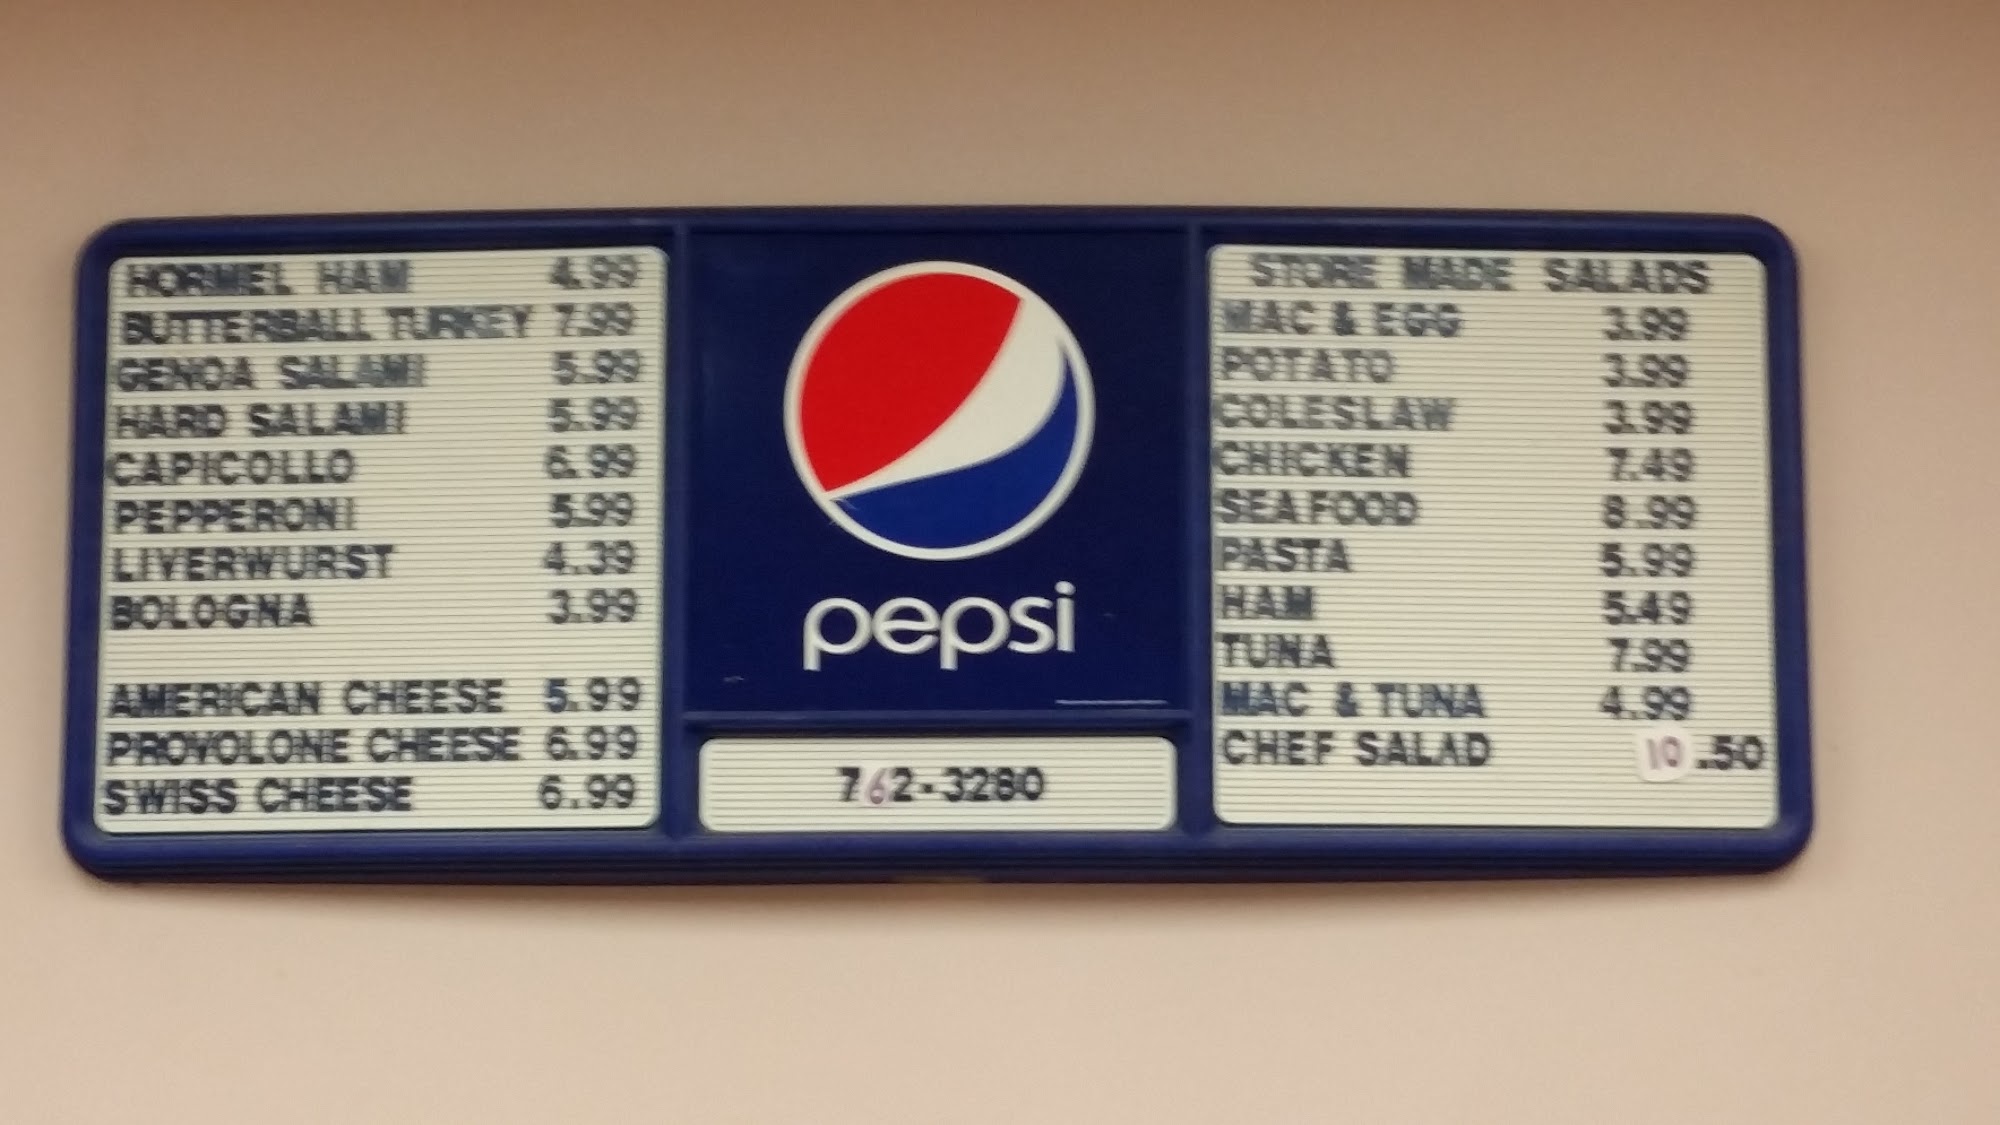 HORMEL HAM 4.99
BUTTERBALL TURKEY 7.99
GENOA SALAMI 5.99
HARD SALAMI 5.99
CAPICOLLO 6.99
PEPPERONI 5.99
LIVERWURST 4.39
BOLOGNA 3.99
AMERICAN CHEESE 5.99
PROVOLONE CHEESE 6.99
SWISS CHEESE 6.99
pepsi
762-3280
STORE MADE SALADS
MAC & EGG 3.99
POTATO 3.99
COLESLAW 3.99
CHICKEN 7.49
SEAFOOD 8.99
PASTA 5.99
HAM 5.49
TUNA 7.99
MAC & TUNA 4.99
CHEF SALAD 10.50